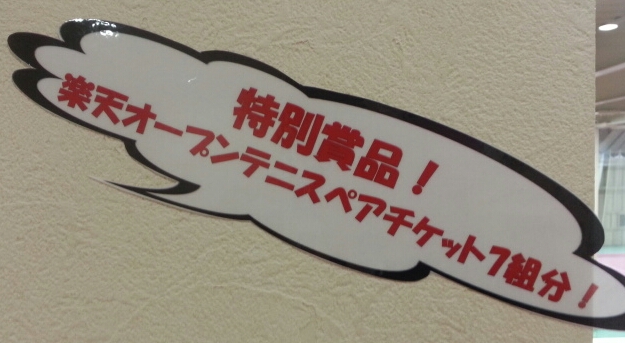 特別賞品！
楽天オープンテニスペアチケット7組分！